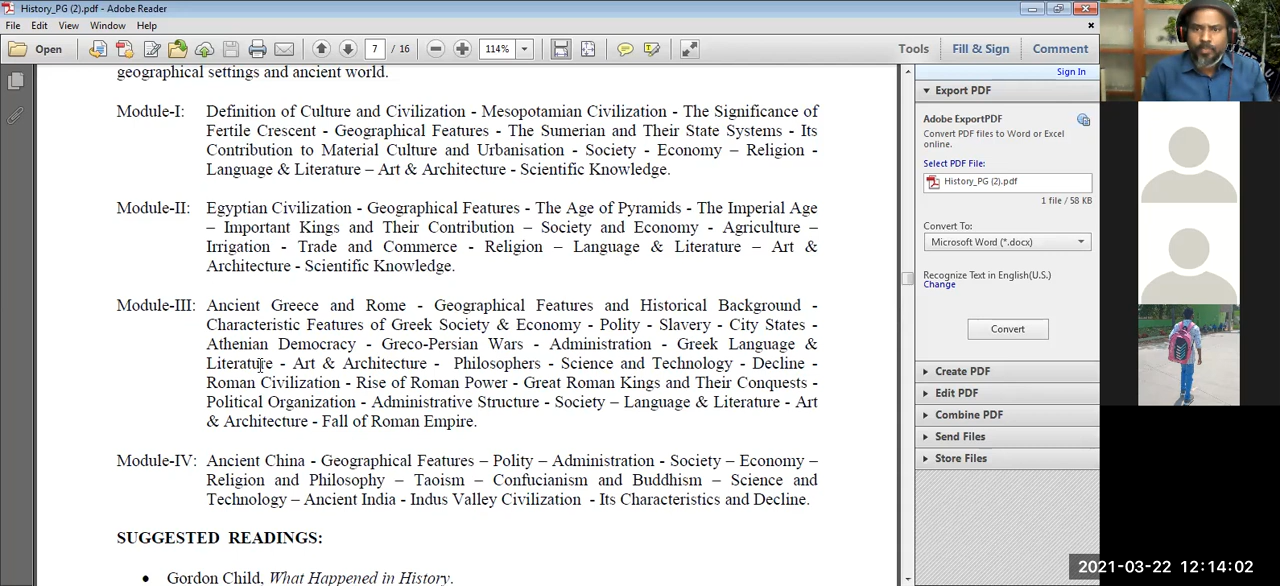 History_PG (2).pdf - Adobe Reader
File Edit View Window Help
Open 7 / 16 114% Tools Fill & Sign Comment
Sign In
geographical settings and ancient world.
Module-I: Definition of Culture and Civilization - Mesopotamian Civilization - The Significance of
Fertile Crescent - Geographical Features - The Sumerian and Their State Systems - Its
Contribution to Material Culture and Urbanisation - Society - Economy – Religion -
Language & Literature – Art & Architecture - Scientific Knowledge.
Module-II: Egyptian Civilization - Geographical Features - The Age of Pyramids - The Imperial Age
– Important Kings and Their Contribution – Society and Economy - Agriculture –
Irrigation - Trade and Commerce - Religion – Language & Literature – Art &
Architecture - Scientific Knowledge.
Module-III: Ancient Greece and Rome - Geographical Features and Historical Background -
Characteristic Features of Greek Society & Economy - Polity - Slavery - City States -
Athenian Democracy - Greco-Persian Wars - Administration - Greek Language &
Literature - Art & Architecture - Philosophers - Science and Technology - Decline -
Roman Civilization - Rise of Roman Power - Great Roman Kings and Their Conquests -
Political Organization - Administrative Structure - Society – Language & Literature - Art
& Architecture - Fall of Roman Empire.
Module-IV: Ancient China - Geographical Features – Polity – Administration - Society – Economy –
Religion and Philosophy – Taoism – Confucianism and Buddhism – Science and
Technology – Ancient India - Indus Valley Civilization - Its Characteristics and Decline.
SUGGESTED READINGS:
• Gordon Child, What Happened in History.
Export PDF
Adobe ExportPDF
Convert PDF files to Word or Excel
online.
Select PDF File:
History_PG (2).pdf
1 file / 58 KB
Convert To:
Microsoft Word (*.docx)
Recognize Text in English(U.S.)
Change
Convert
Create PDF
Edit PDF
Combine PDF
Send Files
Store Files
2021-03-22 12:14:02